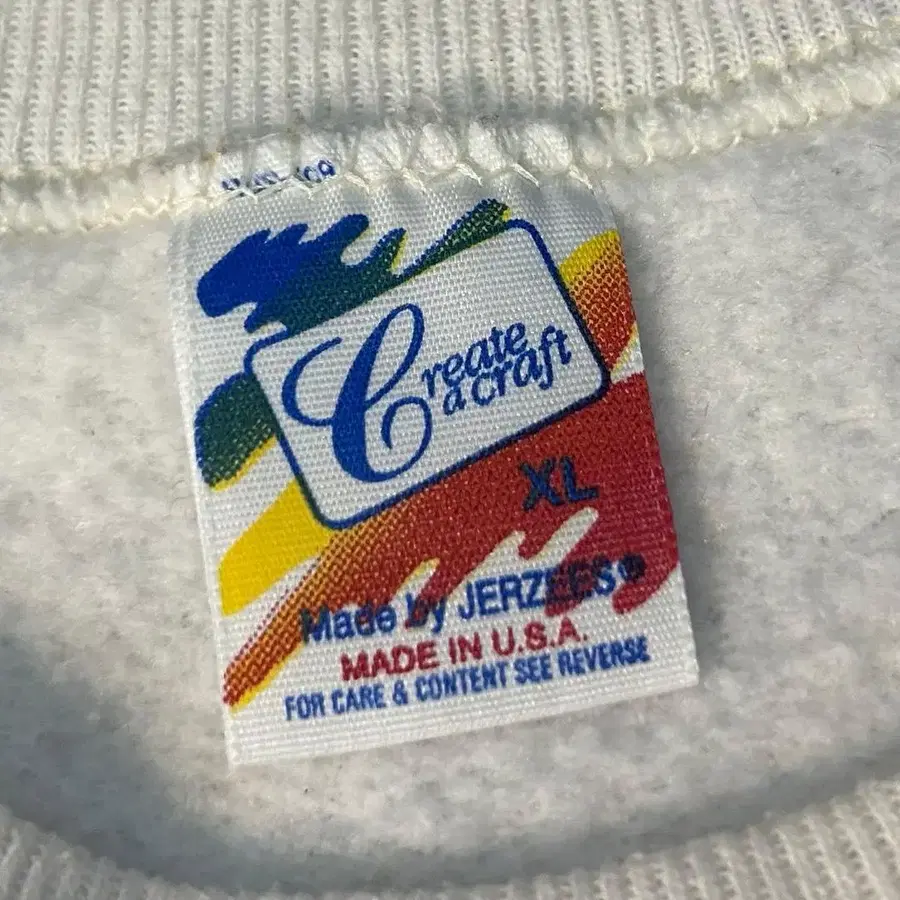 Create
a craft
XL
Made by JERZEES®
MADE IN U.S.A.
FOR CARE & CONTENT SEE REVERSE